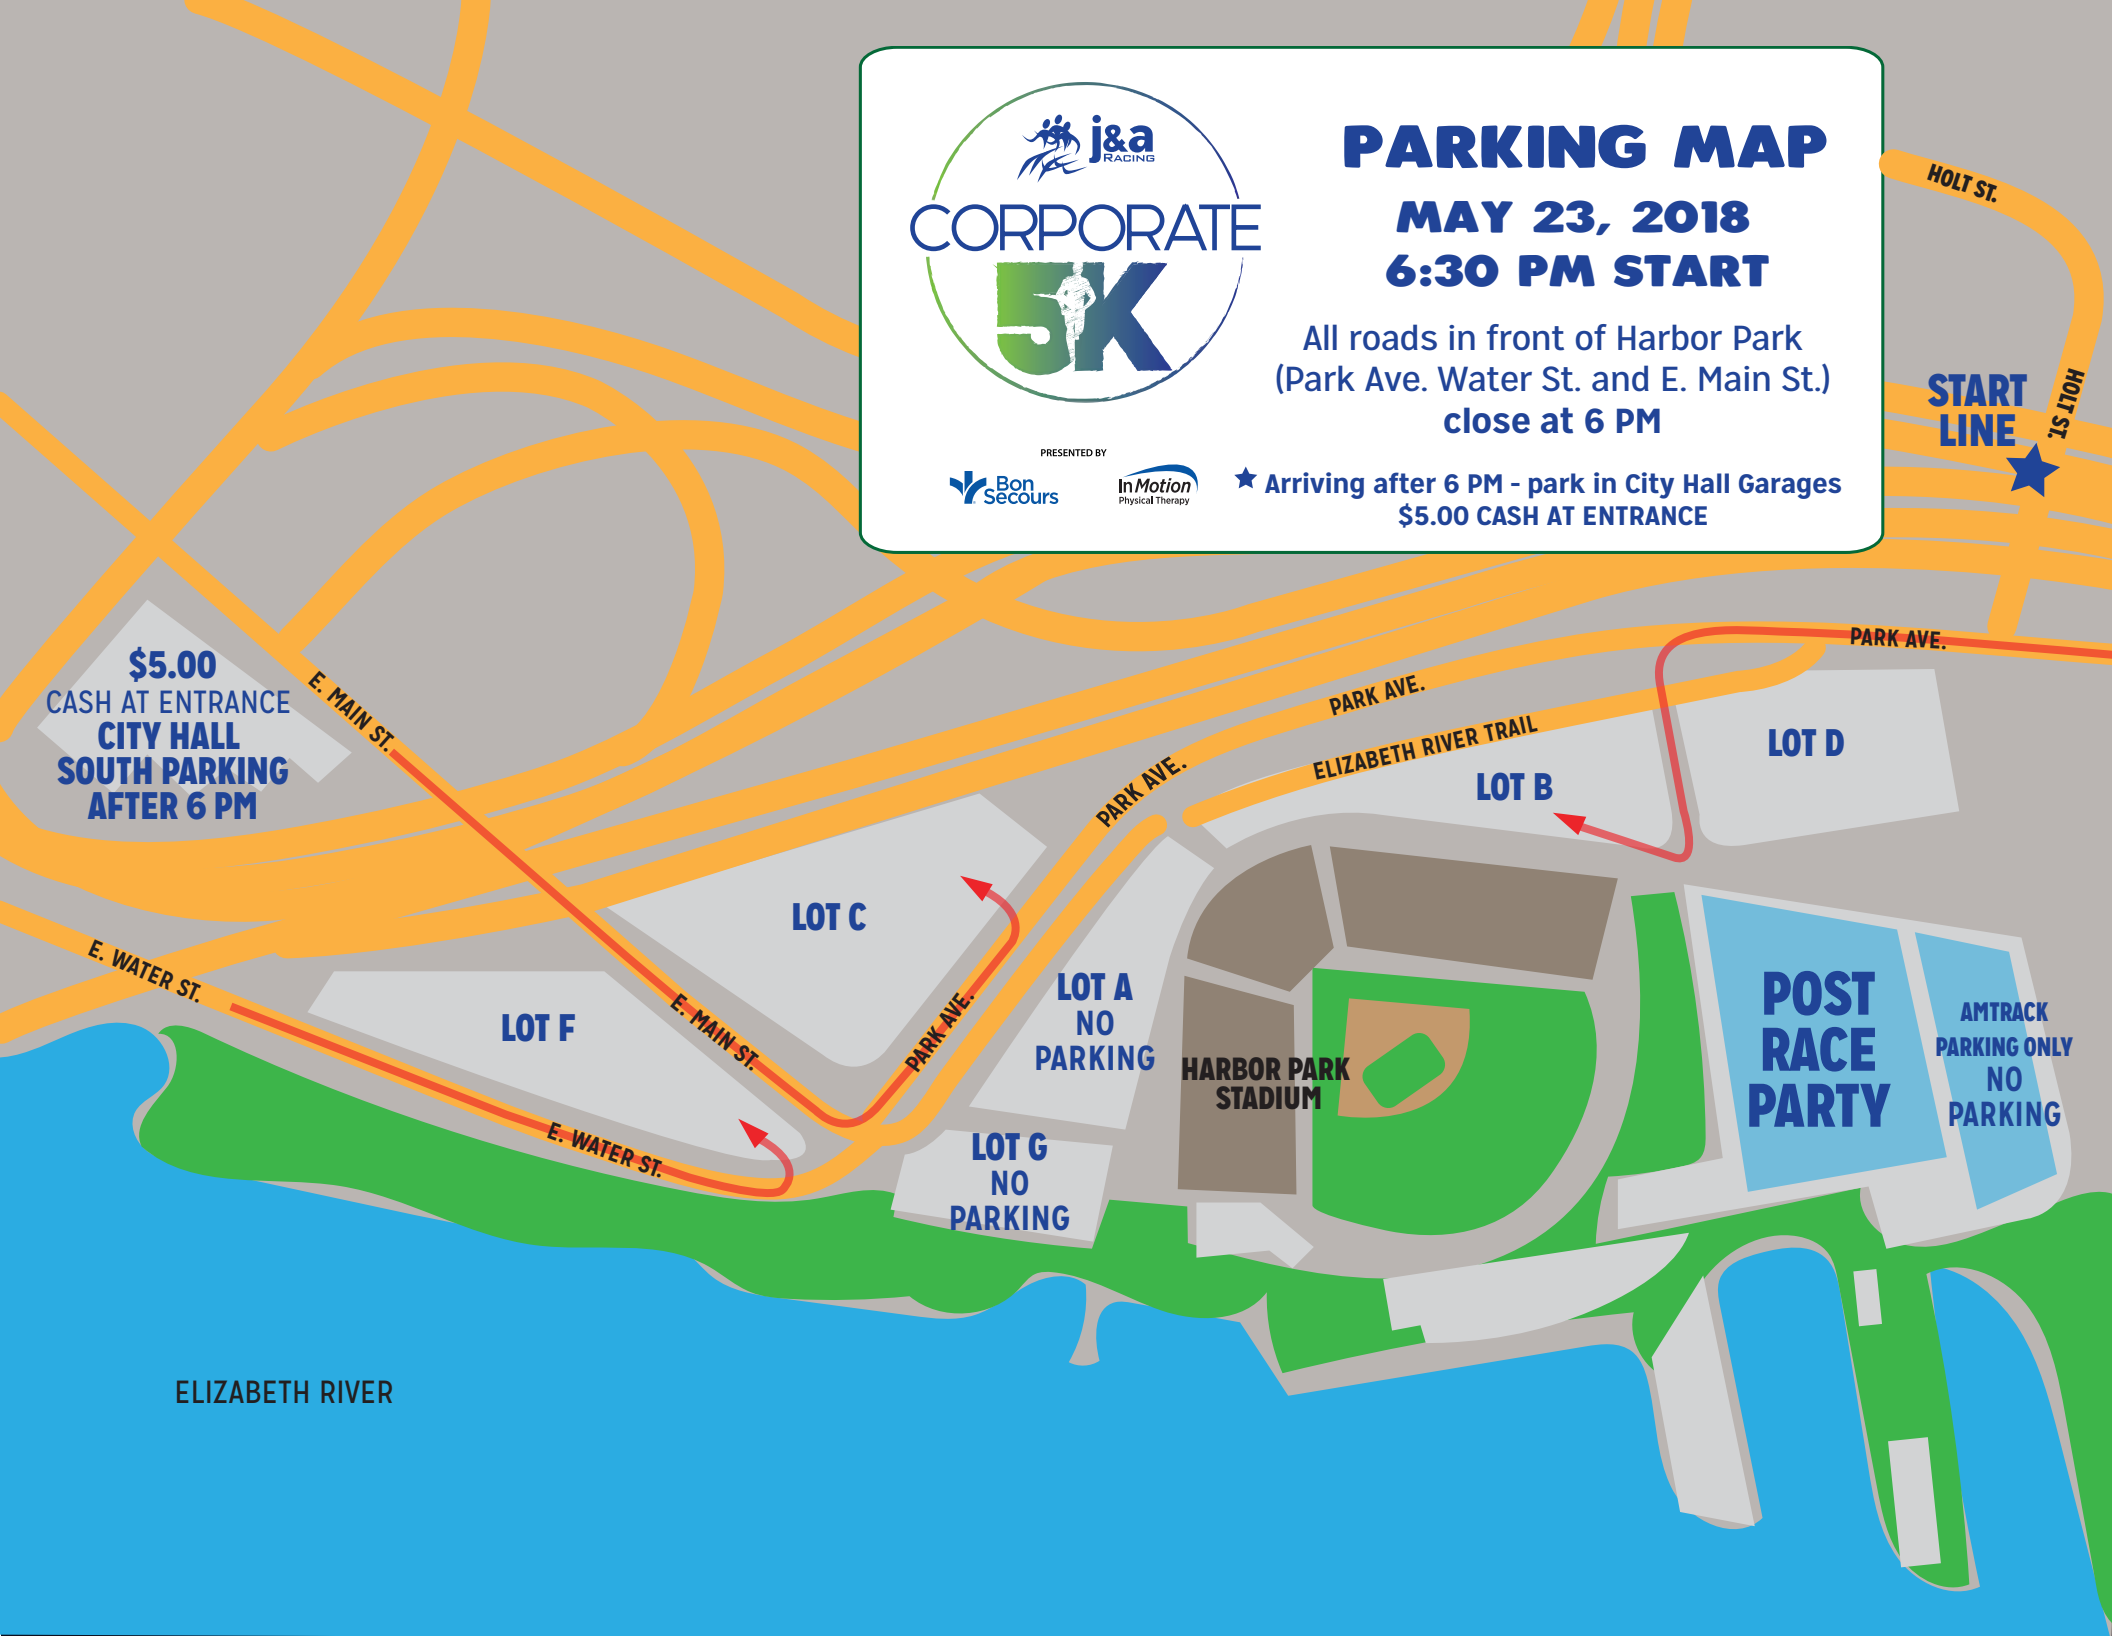 j&a
RACING
CORPORATE
5K
PRESENTED BY
Bon
Secours
In Motion
Physical Therapy
PARKING MAP
MAY 23, 2018
6:30 PM START
All roads in front of Harbor Park
(Park Ave. Water St. and E. Main St.)
close at 6 PM
Arriving after 6 PM - park in City Hall Garages
$5.00 CASH AT ENTRANCE
HOLT ST.
HOLT ST.
START
LINE
PARK AVE.
$5.00
CASH AT ENTRANCE
CITY HALL
SOUTH PARKING
AFTER 6 PM
E. MAIN ST.
PARK AVE.
ELIZABETH RIVER TRAIL
PARK AVE.
LOT D
LOT B
LOT C
E. WATER ST.
LOT F
E. MAIN ST.
PARK AVE.
LOT A
NO
PARKING
HARBOR PARK
STADIUM
POST
RACE
PARTY
AMTRACK
PARKING ONLY
NO
PARKING
E. WATER ST.
LOT G
NO
PARKING
ELIZABETH RIVER